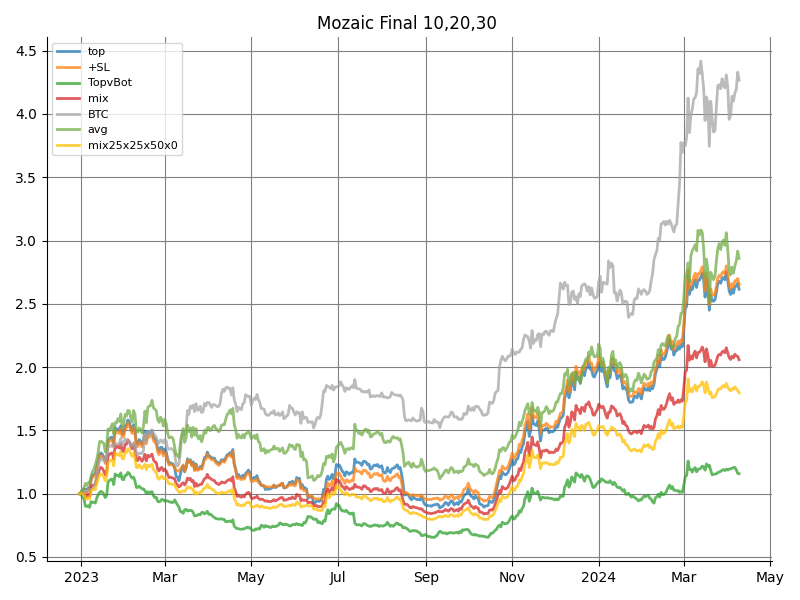 Mozaic Final 10,20,30
top
+SL
TopvBot
mix
BTC
avg
mix25x25x50x0
4.5
4.0
3.5
3.0
2.5
2.0
1.5
1.0
0.5
2023 Mar May Jul Sep Nov 2024 Mar May